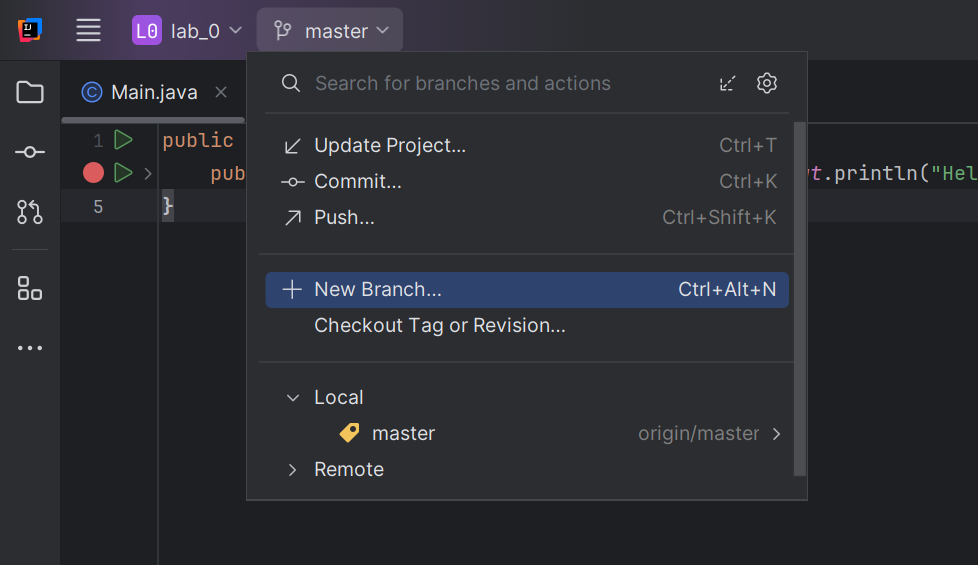 IJ
L0 lab_0 master
Search for branches and actions
Main.java
Update Project... Ctrl+T
Commit... Ctrl+K
Push... Ctrl+Shift+K
New Branch... Ctrl+Alt+N
Checkout Tag or Revision...
Local
master origin/master
Remote
1 public
pub t.println("Hel
5 }